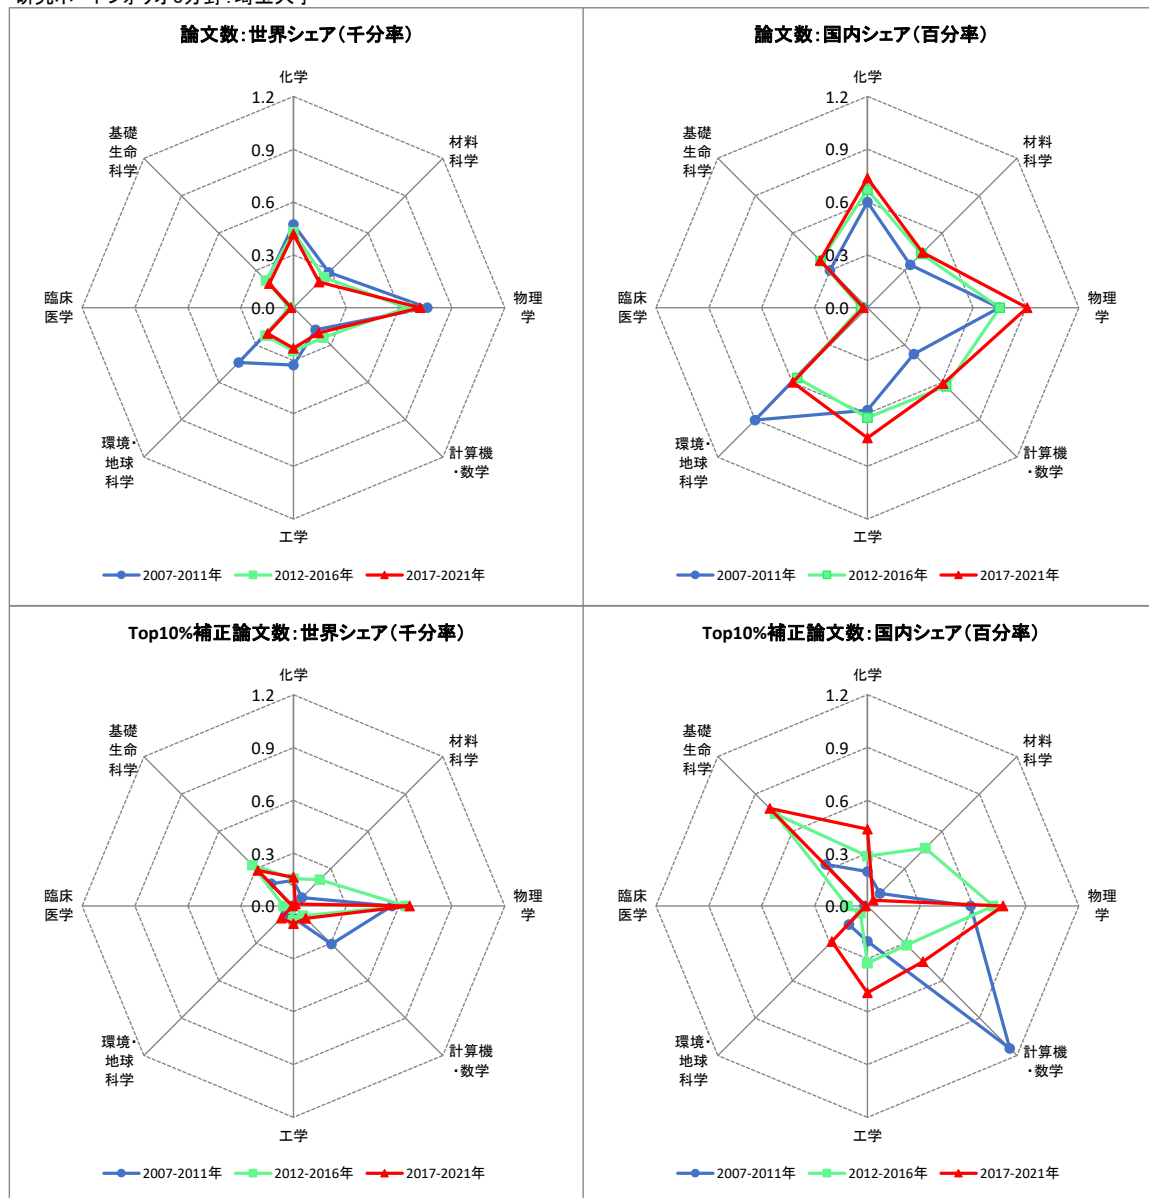 論文数:世界シェア(千分率)
化学
1.2
0.9
0.6
0.3
0.0
材料
科学
物理
学
計算機
・数学
工学
環境・
地球
科学
臨床
医学
基礎
生命
科学
2007-2011年 2012-2016年 2017-2021年
論文数:国内シェア(百分率)
化学
1.2
0.9
0.6
0.3
0.0
材料
科学
物理
学
計算機
・数学
工学
環境・
地球
科学
臨床
医学
基礎
生命
科学
2007-2011年 2012-2016年 2017-2021年
Top10%補正論文数:世界シェア(千分率)
化学
1.2
0.9
0.6
0.3
0.0
材料
科学
物理
学
計算機
・数学
工学
環境・
地球
科学
臨床
医学
基礎
生命
科学
2007-2011年 2012-2016年 2017-2021年
Top10%補正論文数:国内シェア(百分率)
化学
1.2
0.9
0.6
0.3
0.0
材料
科学
物理
学
計算機
・数学
工学
環境・
地球
科学
臨床
医学
基礎
生命
科学
2007-2011年 2012-2016年 2017-2021年